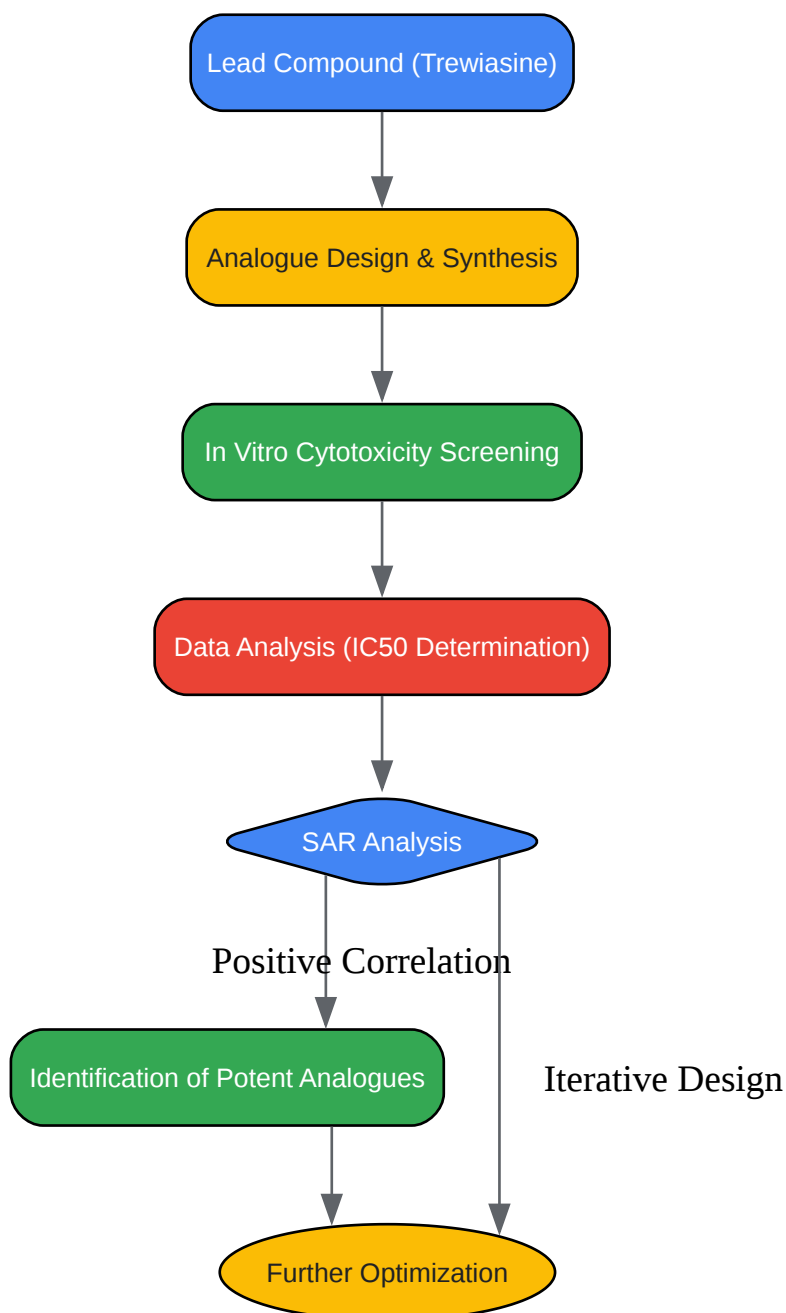 Lead Compound (Trewiasine)
Analogue Design & Synthesis
In Vitro Cytotoxicity Screening
Data Analysis (IC50 Determination)
SAR Analysis
Positive Correlation
Identification of Potent Analogues
Iterative Design
Further Optimization